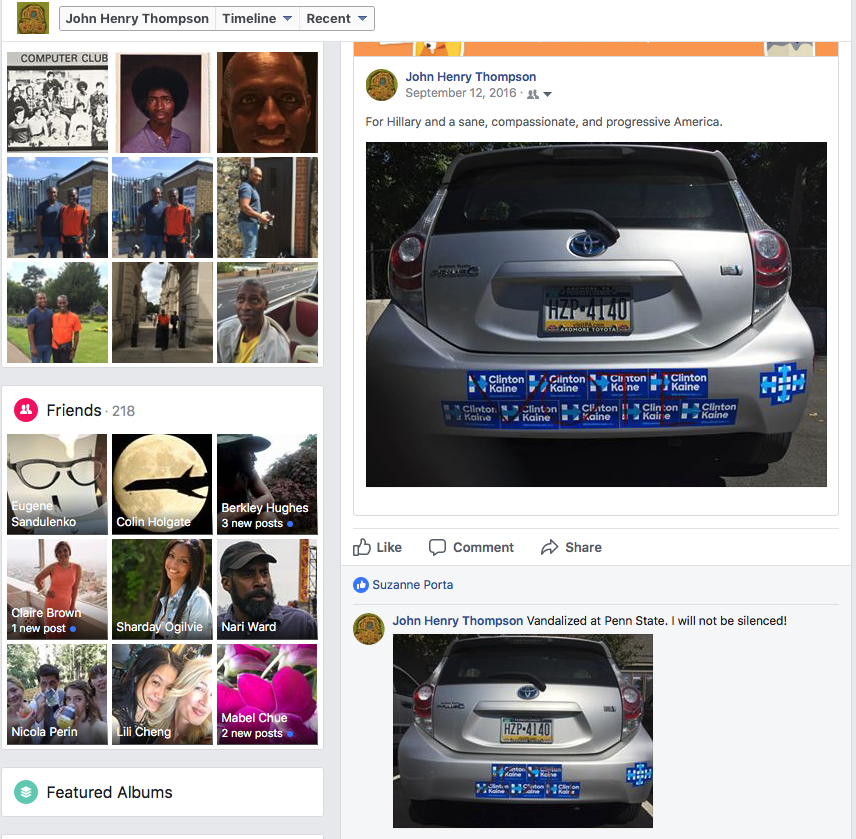 John Henry Thompson Timeline Recent
COMPUTER CLUB
Friends · 218
Eugene
Sandulenko
Colin Holgate
Berkley Hughes
3 new posts
Claire Brown
1 new post
Sharday Ogilvie
Nari Ward
Nicola Perin
Lili Cheng
Mabel Chue
2 new posts
Featured Albums
John Henry Thompson
September 12, 2016 ·
For Hillary and a sane, compassionate, and progressive America.
HZP·4140
ARDMORE TOYOTA
Clinton Clinton Clinton Clinton
Kaine Kaine Kaine Kaine
VOTE
Clinton Clinton Clinton Clinton Clinton
Kaine Kaine Kaine Kaine Kaine
Like Comment Share
Suzanne Porta
John Henry Thompson Vandalized at Penn State. I will not be silenced!
HZP·4140
Clinton Clinton
Kaine Kaine
Clinton Clinton Clinton
Kaine Kaine Kaine